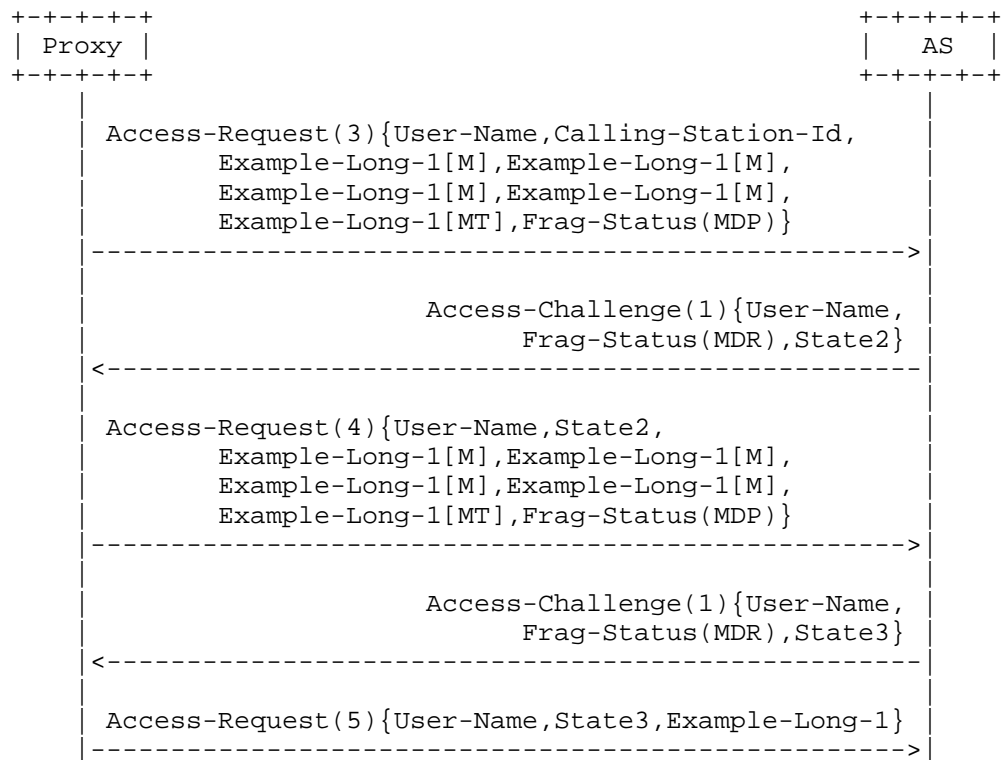 +-+-+-+-+ +-+-+-+-+
| Proxy | | AS |
+-+-+-+-+ +-+-+-+-+
Access-Request(3){User-Name,Calling-Station-Id,
Example-Long-1[M],Example-Long-1[M],
Example-Long-1[M],Example-Long-1[M],
Example-Long-1[MT],Frag-Status(MDP)}
Access-Challenge(1){User-Name,
Frag-Status(MDR),State2}
Access-Request(4){User-Name,State2,
Example-Long-1[M],Example-Long-1[M],
Example-Long-1[M],Example-Long-1[M],
Example-Long-1[MT],Frag-Status(MDP)}
Access-Challenge(1){User-Name,
Frag-Status(MDR),State3}
Access-Request(5){User-Name,State3,Example-Long-1}